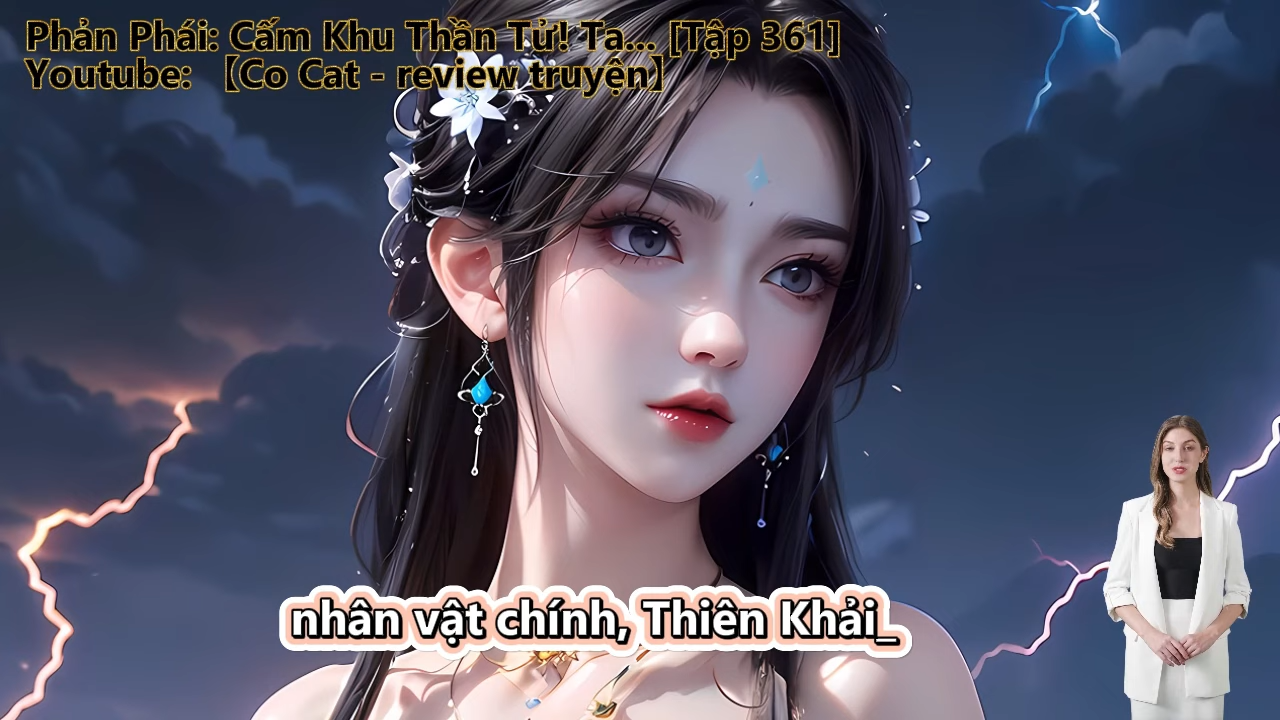 Phản Phái: Cấm Khu Thần Tử! Ta... [Tập 361]
Youtube: 【Co Cat - review truyện】
nhân vật chính, Thiên Khải_